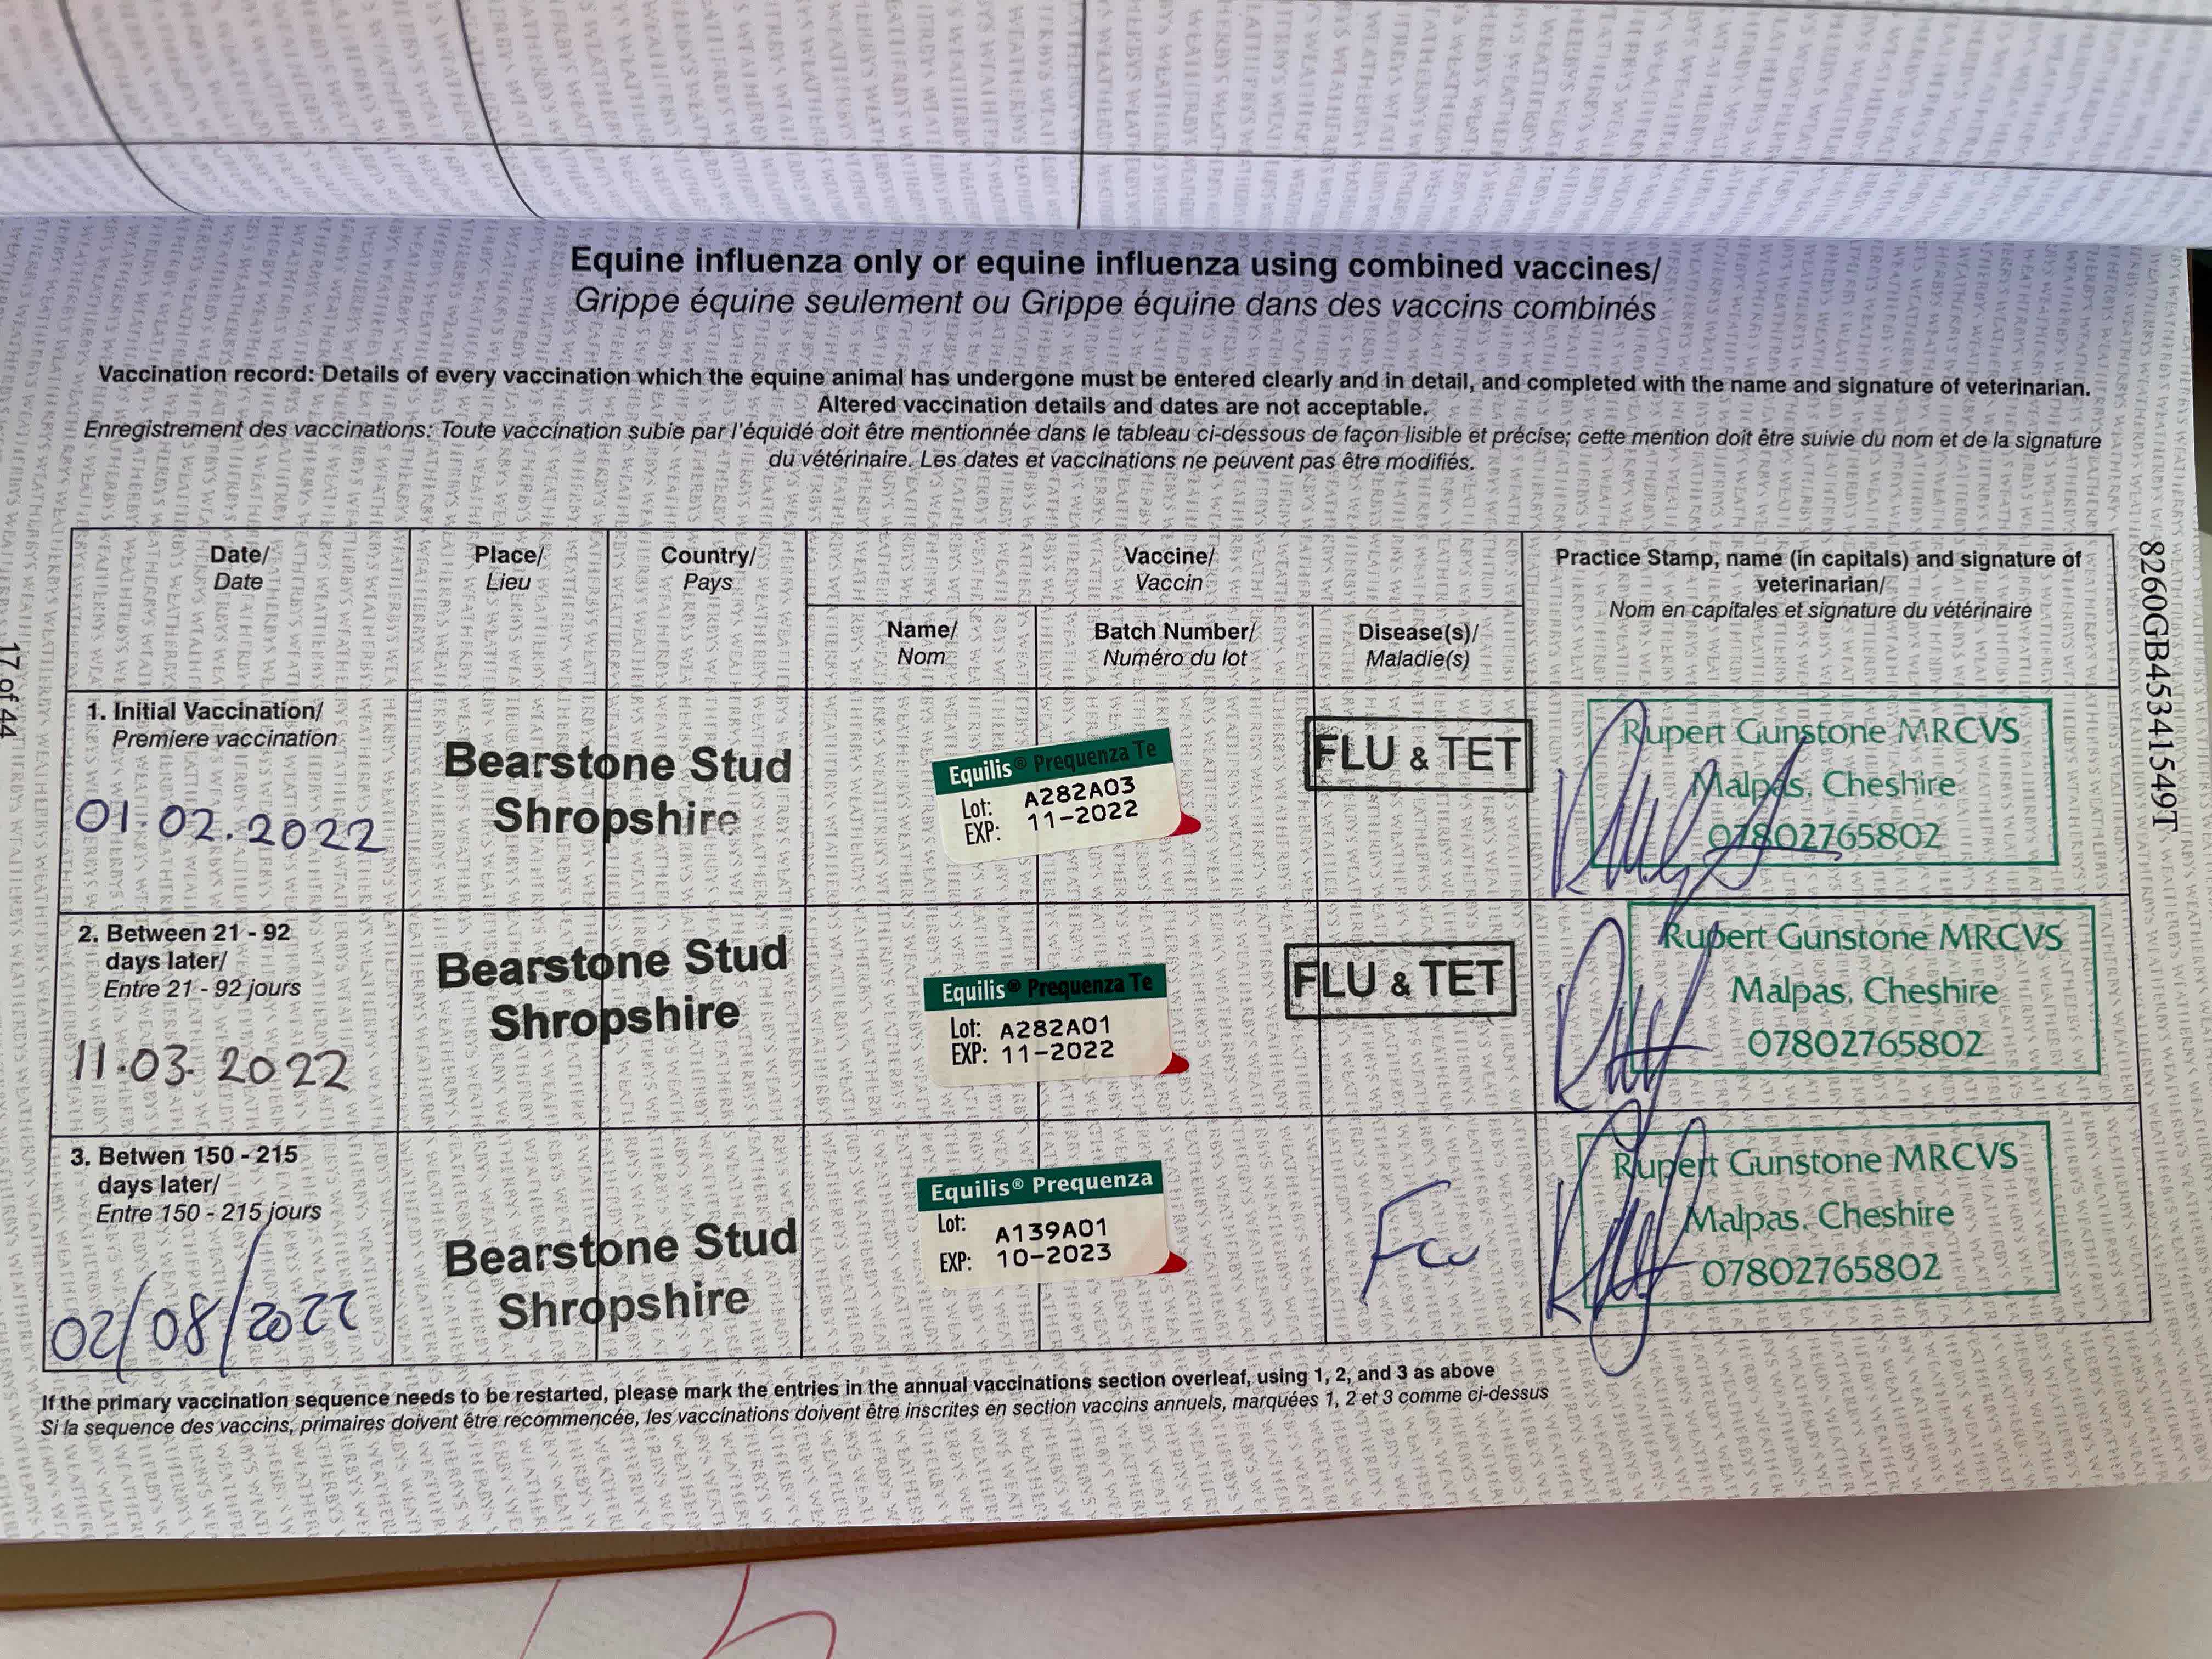 Equine influenza only or equine influenza using combined vaccines/
Grippe équine seulement ou Grippe équine dans des vaccins combinés
Vaccination record: Details of every vaccination which the equine animal has undergone must be entered clearly and in detail, and completed with the name and signature of veterinarian.
Altered vaccination details and dates are not acceptable.
Enregistrement des vaccinations: Toute vaccination subie par l'équidé doit être mentionnée dans le tableau ci-dessous de façon lisible et précise; cette mention doit être suivie du nom et de la signature
du vétérinaire. Les dates et vaccinations ne peuvent pas être modifiés.
Date/
Date
Place/
Lieu
Country/
Pays
Vaccine/
Vaccin
Name/
Nom
Batch Number/
Numéro du lot
Disease(s)/
Maladie(s)
Practice Stamp, name (in capitals) and signature of
veterinarian/
Nom en capitales et signature du vétérinaire
1. Initial Vaccination/
Premiere vaccination
01.02.2022
Bearstone Stud
Shropshire
Equilis® Prequenza Te
Lot: A282A03
EXP: 11-2022
FLU & TET
Rupert Gunstone MRCVS
Malpas, Cheshire
07802765802
2. Between 21 - 92
days later/
Entre 21 - 92 jours
11.03.2022
Bearstone Stud
Shropshire
Equilis® Prequenza Te
Lot: A282A01
EXP: 11-2022
FLU & TET
Rupert Gunstone MRCVS
Malpas, Cheshire
07802765802
3. Betwen 150 - 215
days later/
Entre 150 - 215 jours
02/08/2022
Bearstone Stud
Shropshire
Equilis® Prequenza
Lot: A139A01
EXP: 10-2023
Flu
Rupert Gunstone MRCVS
Malpas, Cheshire
07802765802
If the primary vaccination sequence needs to be restarted, please mark the entries in the annual vaccinations section overleaf, using 1, 2, and 3 as above
Si la sequence des vaccins, primaires doivent être recommencée, les vaccinations doivent être inscrites en section vaccins annuels, marquées 1, 2 et 3 comme ci-dessus
17 of 44
8260GB45341549T
WEATHERBYS